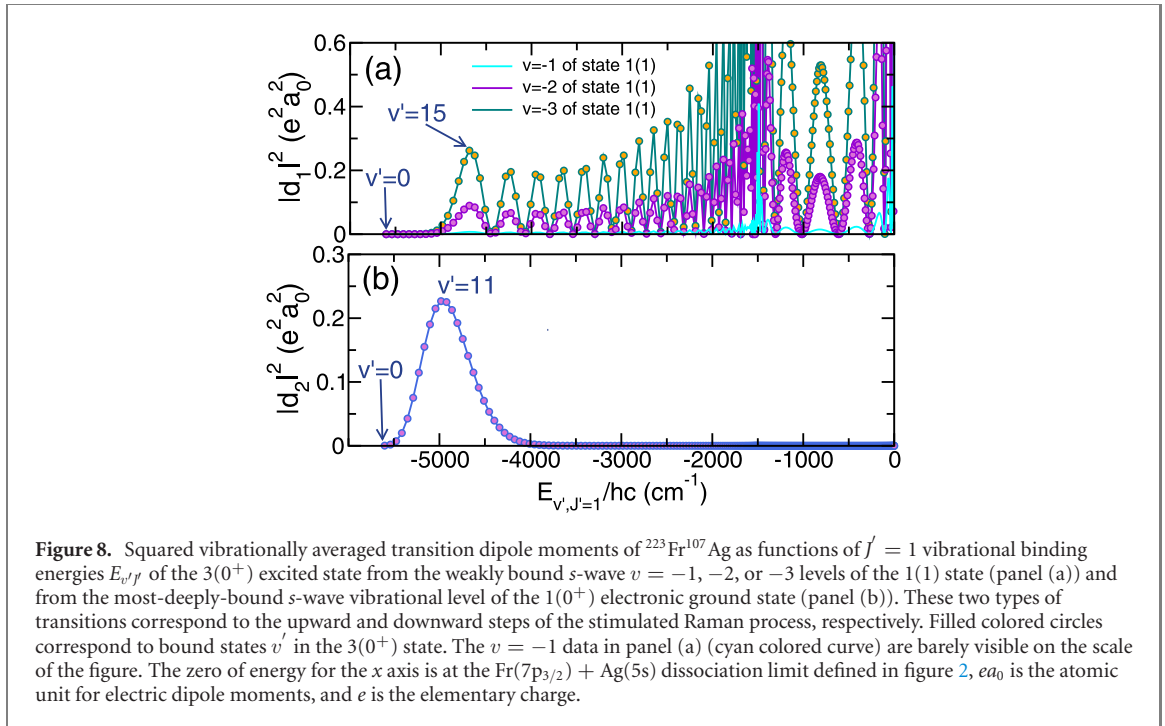 (a)
v=-1 of state 1(1)
v=-2 of state 1(1)
v=-3 of state 1(1)
v'=15
v'=0
|d₁|² (e²a₀²)
0.6
0.4
0.2
0
(b)
v'=11
v'=0
|d₂|² (e²a₀²)
0.3
0.2
0.1
0
-5000 -4000 -3000 -2000 -1000 0
E_{v',J'=1}/hc (cm⁻¹)
Figure 8. Squared vibrationally averaged transition dipole moments of ²²³Fr¹⁰⁷Ag as functions of J′ = 1 vibrational binding
energies E_{v′J′} of the 3(0⁺) excited state from the weakly bound s-wave v = −1, −2, or −3 levels of the 1(1) state (panel (a)) and
from the most-deeply-bound s-wave vibrational level of the 1(0⁺) electronic ground state (panel (b)). These two types of
transitions correspond to the upward and downward steps of the stimulated Raman process, respectively. Filled colored circles
correspond to bound states v′ in the 3(0⁺) state. The v = −1 data in panel (a) (cyan colored curve) are barely visible on the scale
of the figure. The zero of energy for the x axis is at the Fr(7p₃/₂) + Ag(5s) dissociation limit defined in figure 2, ea₀ is the atomic
unit for electric dipole moments, and e is the elementary charge.